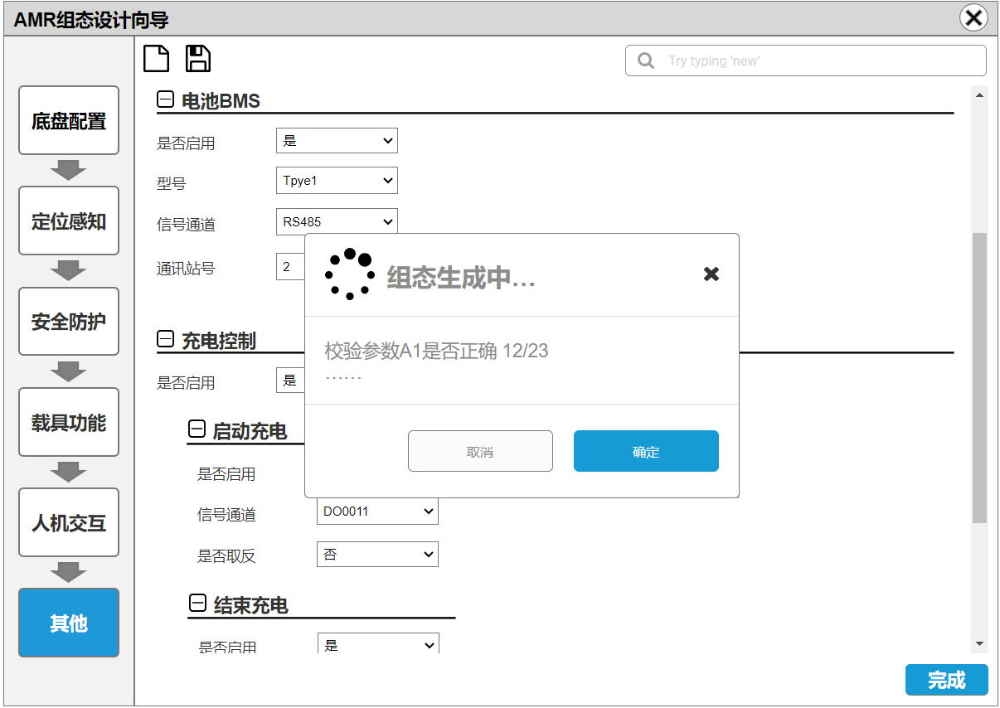 AMR组态设计向导
Try typing 'new'
底盘配置
定位感知
安全防护
载具功能
人机交互
其他
电池BMS
是否启用 是
型号 Tpye1
信号通道 RS485
通讯站号 2
充电控制
是否启用 是
启动充电
是否启用
信号通道 DO0011
是否取反 否
结束充电
是否启用 是
组态生成中...
校验参数A1是否正确 12/23
......
取消 确定
完成